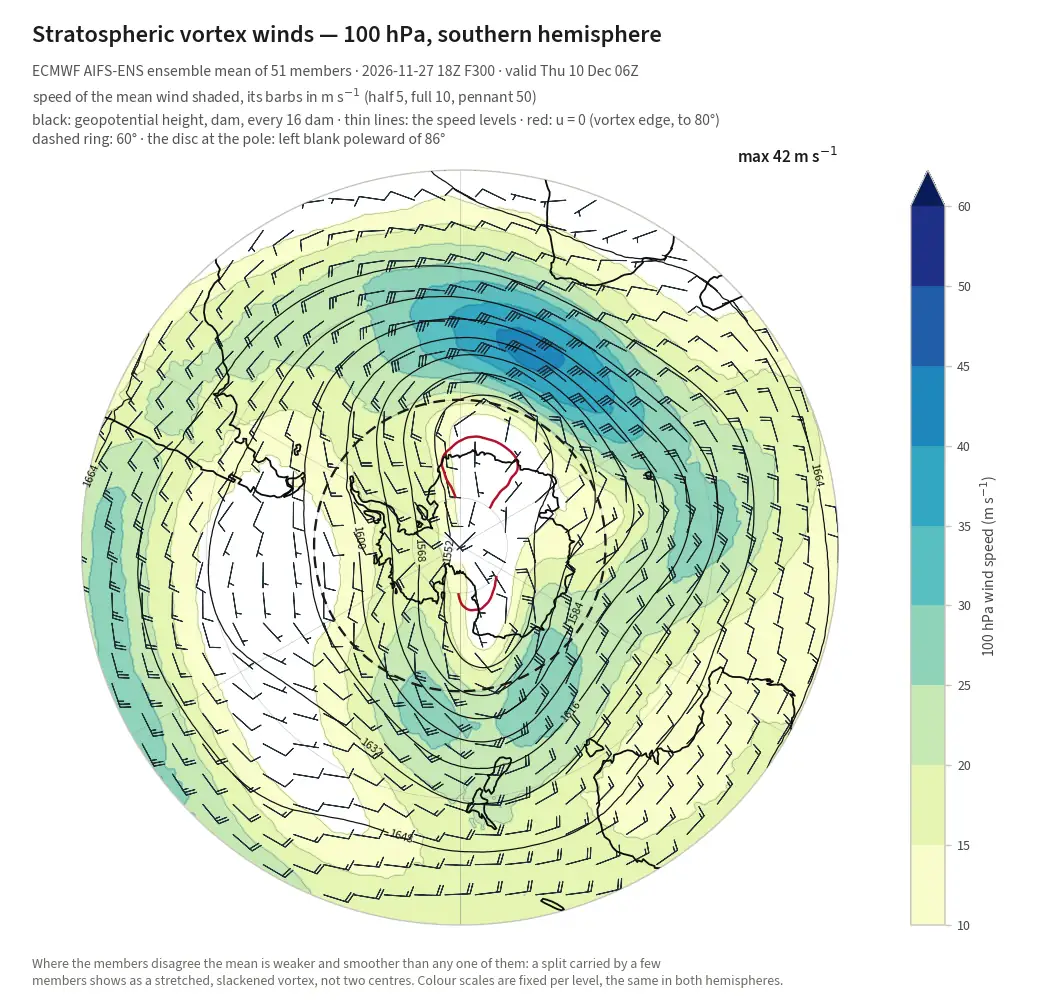 Stratospheric vortex winds — 100 hPa, southern hemisphere
ECMWF AIFS-ENS ensemble mean of 51 members · 2026-11-27 18Z F300 · valid Thu 10 Dec 06Z
speed of the mean wind shaded, its barbs in m s⁻¹ (half 5, full 10, pennant 50)
black: geopotential height, dam, every 16 dam · thin lines: the speed levels · red: u = 0 (vortex edge, to 80°)
dashed ring: 60° · the disc at the pole: left blank poleward of 86°
max 42 m s⁻¹
60
50
45
40
35
30
25
20
15
10
100 hPa wind speed (m s⁻¹)
1664
1664
1600
1568
1552
1584
1616
1632
1648
Where the members disagree the mean is weaker and smoother than any one of them: a split carried by a few
members shows as a stretched, slackened vortex, not two centres. Colour scales are fixed per level, the same in both hemispheres.